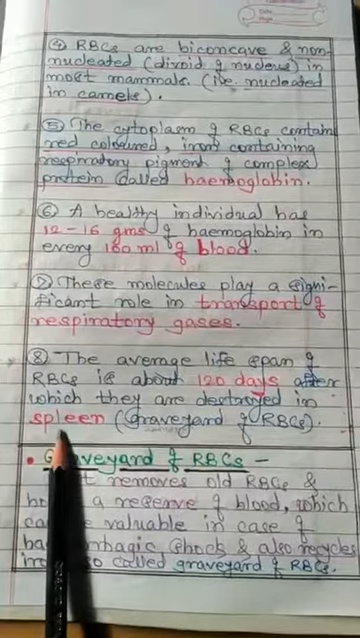 ④ RBCs are biconcave & non-
nucleated (divoid of nucleus) in
most mammals. (i.e. nucleated
in camels).
⑤ The cytoplasm of RBCs contain
red coloured, iron containing
respiratory pigment of complex
protein called haemoglobin.
⑥ A healthy individual has
12-16 gms of haemoglobin in
every 100 ml of blood.
⑦ These molecules play a signi-
ficant role in transport of
respiratory gases.
⑧ The average life span of
RBCs is about 120 days after
which they are destroyed in
spleen (Graveyard of RBCs).
• Graveyard of RBCs -
removes old RBCs &
a reserve of blood, which
valuable in case of
shock & also recycles
called graveyard of RBCs.